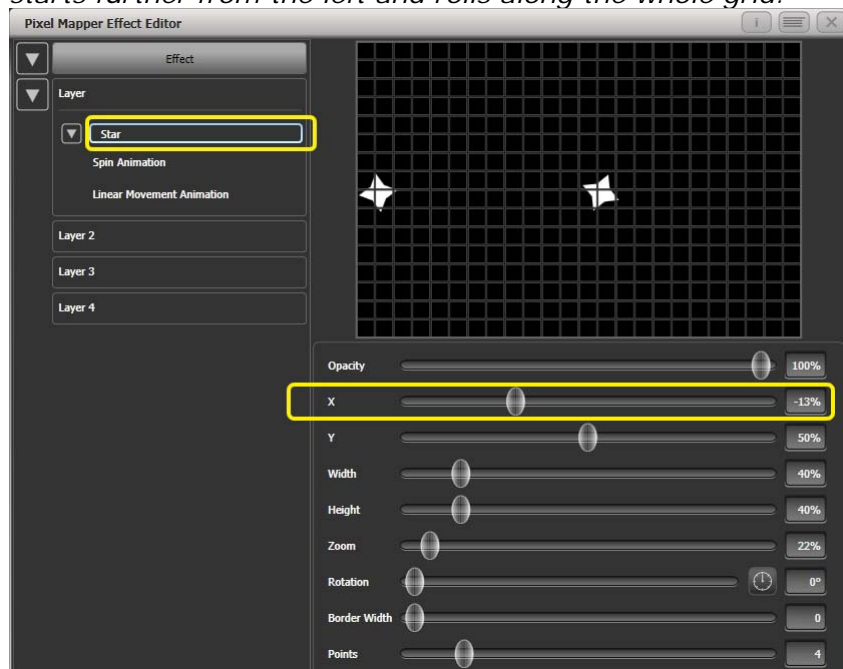 starts further from the left and rolls along the whole grid.
Pixel Mapper Effect Editor
i
Effect
Layer
Star
Spin Animation
Linear Movement Animation
Layer 2
Layer 3
Layer 4
Opacity 100%
X -13%
Y 50%
Width 40%
Height 40%
Zoom 22%
Rotation 0°
Border Width 0
Points 4